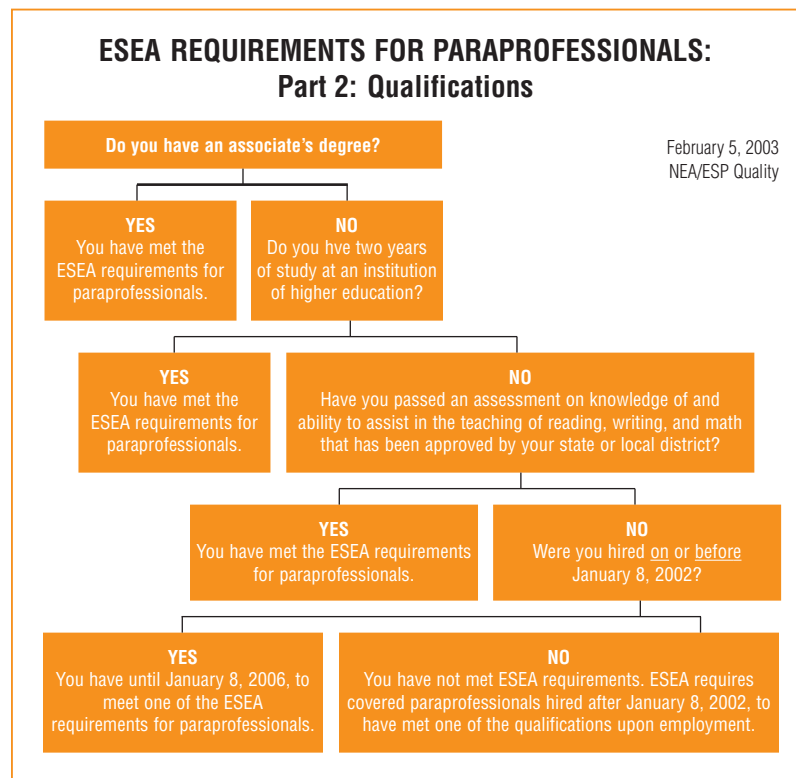 ESEA REQUIREMENTS FOR PARAPROFESSIONALS:
Part 2: Qualifications
Do you have an associate's degree?
February 5, 2003
NEA/ESP Quality
YES
You have met the
ESEA requirements for
paraprofessionals.
NO
Do you hve two years
of study at an institution
of higher education?
YES
You have met the
ESEA requirements for
paraprofessionals.
NO
Have you passed an assessment on knowledge of and
ability to assist in the teaching of reading, writing, and math
that has been approved by your state or local district?
YES
You have met the ESEA requirements
for paraprofessionals.
NO
Were you hired on or before
January 8, 2002?
YES
You have until January 8, 2006, to
meet one of the ESEA
requirements for paraprofessionals.
NO
You have not met ESEA requirements. ESEA requires
covered paraprofessionals hired after January 8, 2002, to
have met one of the qualifications upon employment.